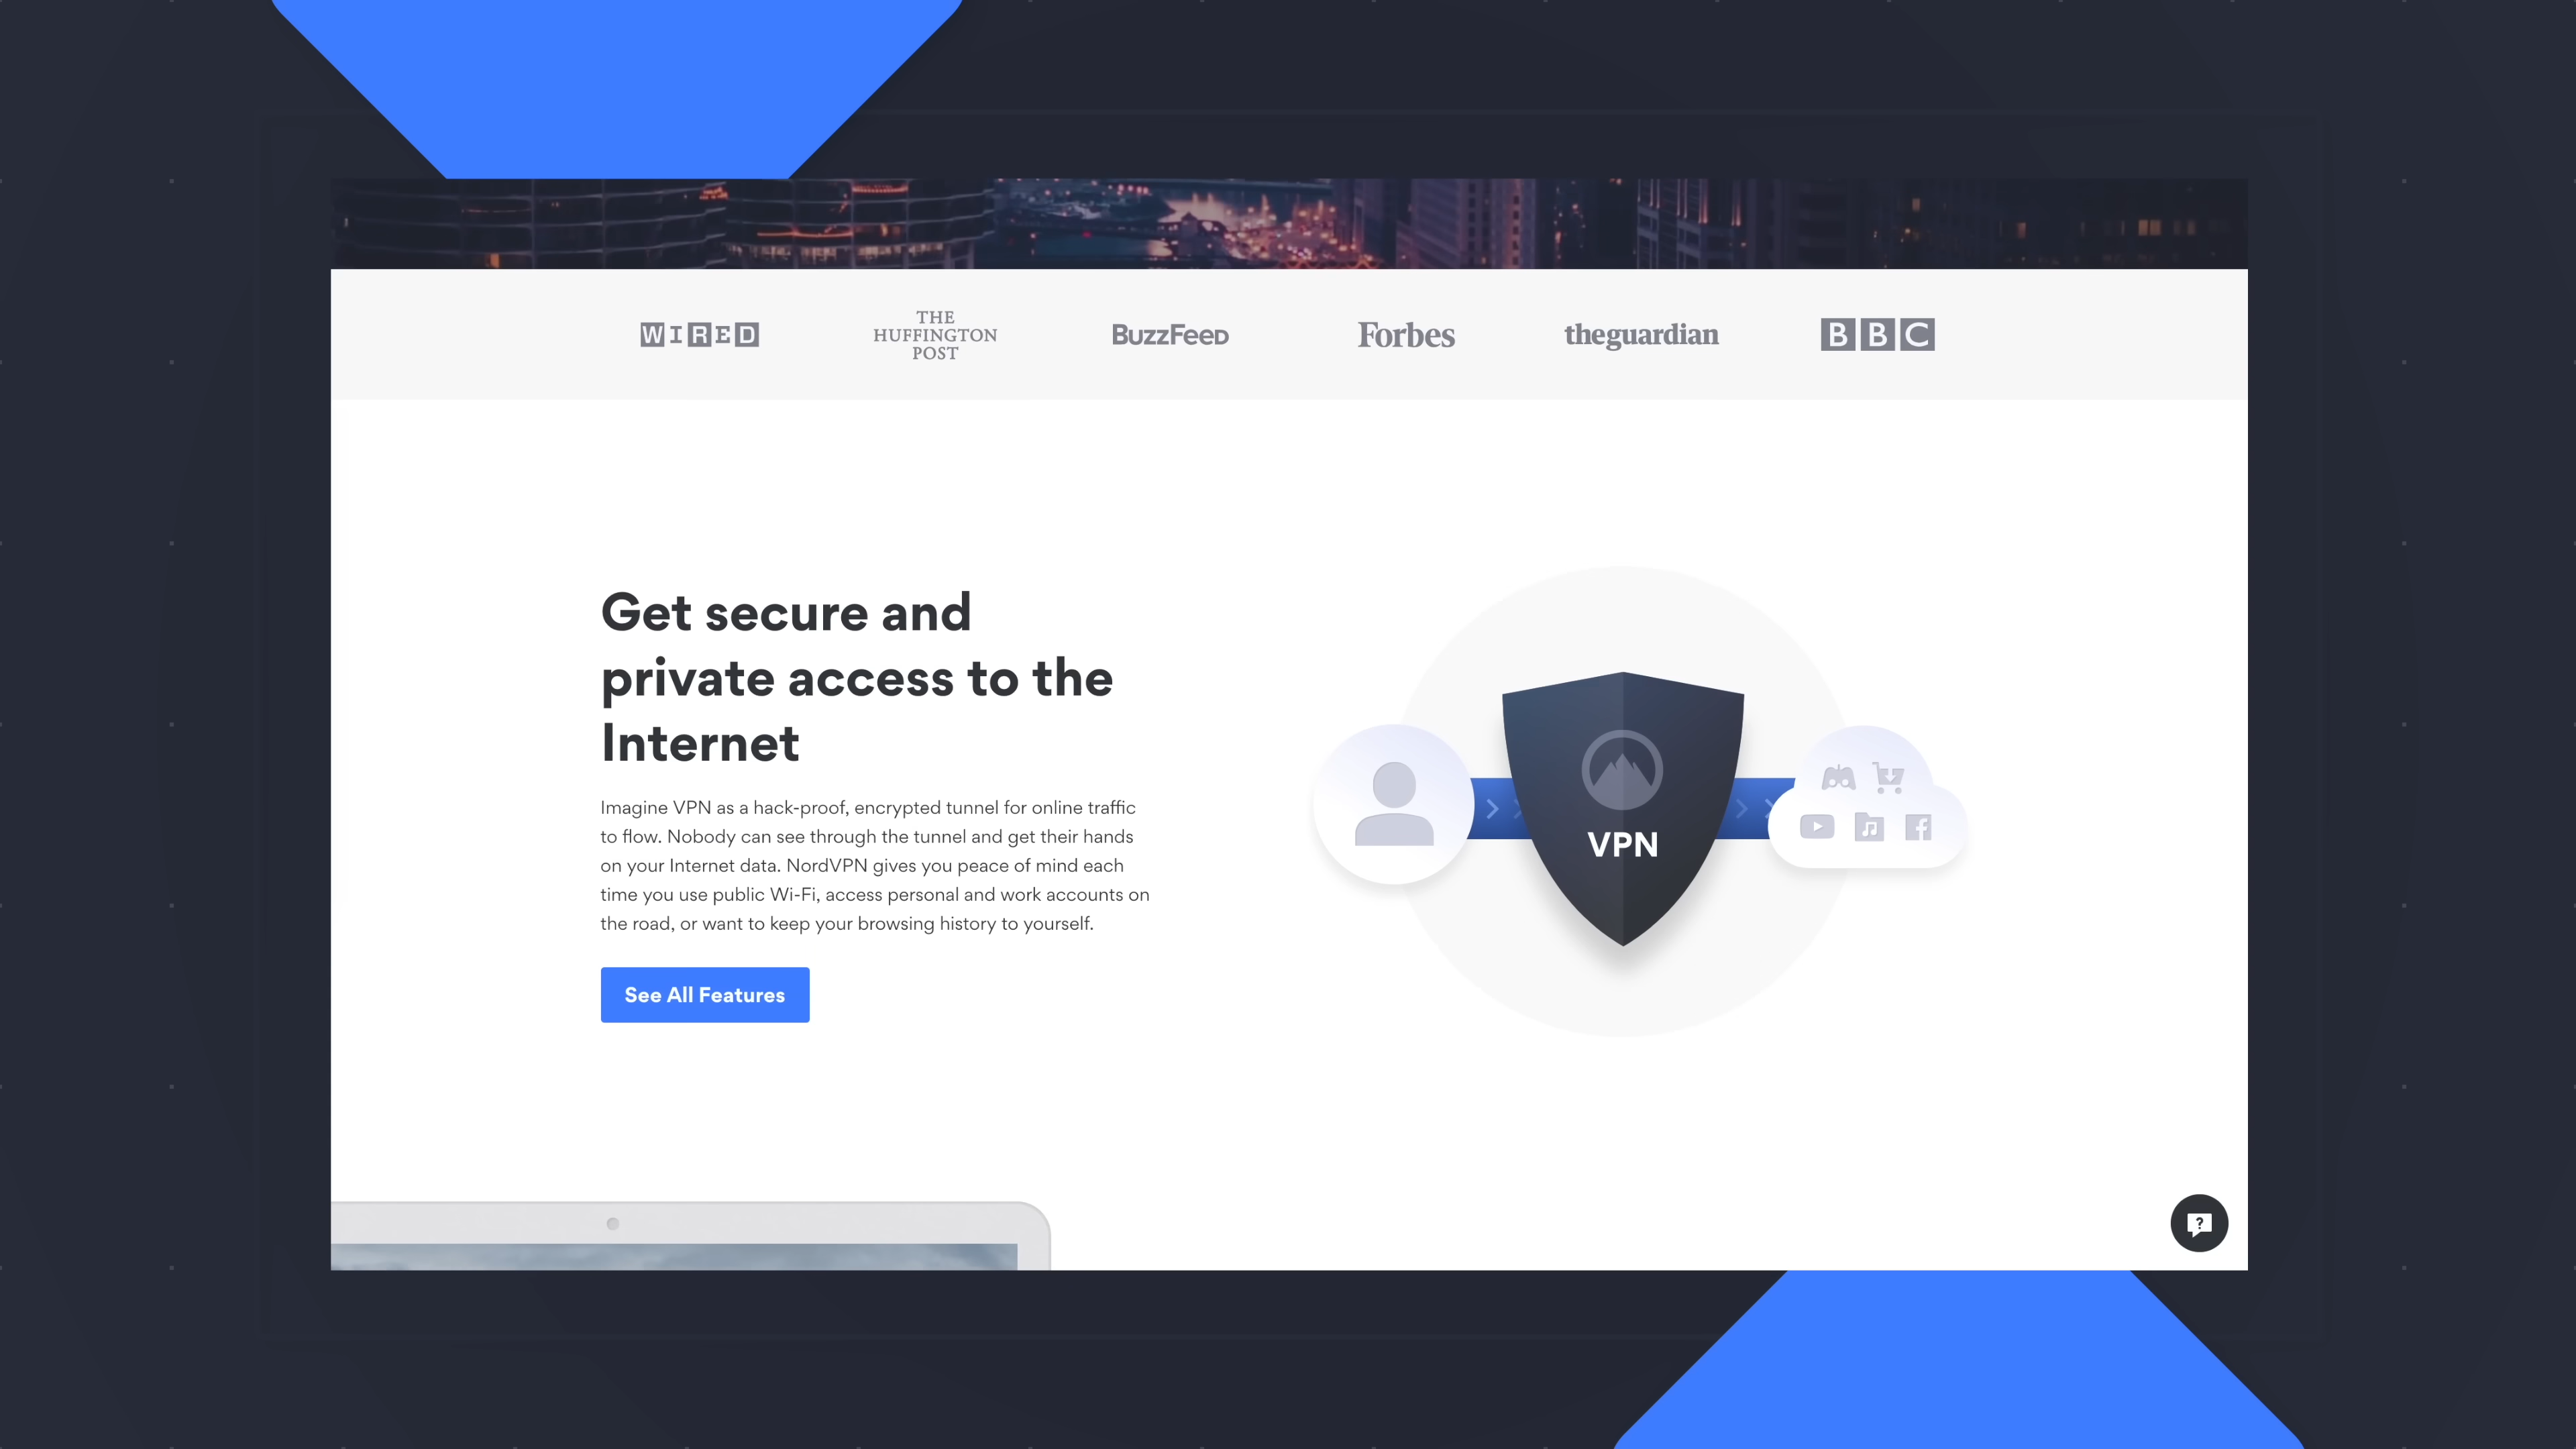 WIRED
THE
HUFFINGTON
POST
BuzzFeed
Forbes
theguardian
BBC
Get secure and
private access to the
Internet
Imagine VPN as a hack-proof, encrypted tunnel for online traffic
to flow. Nobody can see through the tunnel and get their hands
on your Internet data. NordVPN gives you peace of mind each
time you use public Wi-Fi, access personal and work accounts on
the road, or want to keep your browsing history to yourself.
See All Features
VPN
?